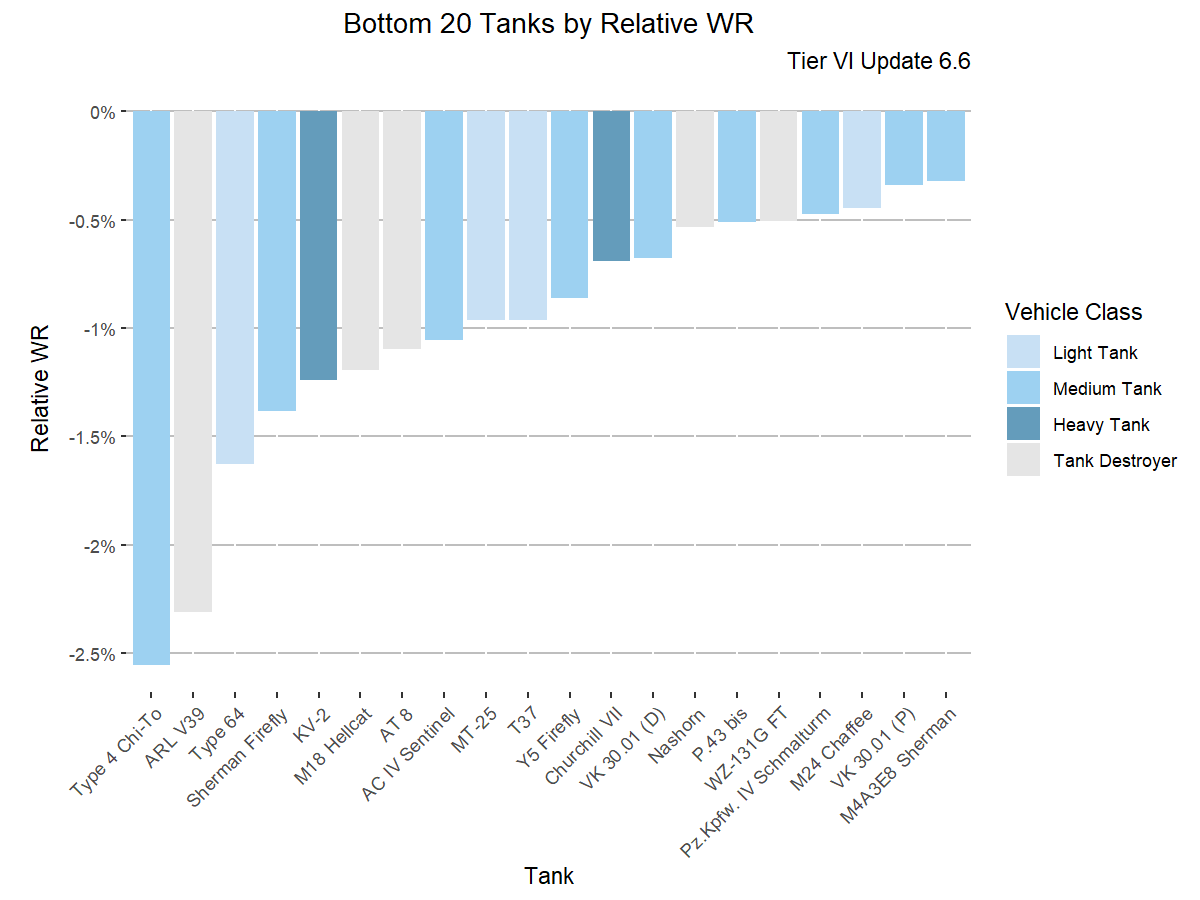 Bottom 20 Tanks by Relative WR
Tier VI Update 6.6
Relative WR
0%
-0.5%
-1%
-1.5%
-2%
-2.5%
Type 4 Chi-To
ARL V39
Type 64
Sherman Firefly
KV-2
M18 Hellcat
AT 8
AC IV Sentinel
MT-25
T37
Y5 Firefly
Churchill VII
VK 30.01 (D)
Nashorn
P.43 bis
WZ-131G FT
Pz.Kpfw. IV Schmalturm
M24 Chaffee
VK 30.01 (P)
M4A3E8 Sherman
Tank
Vehicle Class
Light Tank
Medium Tank
Heavy Tank
Tank Destroyer